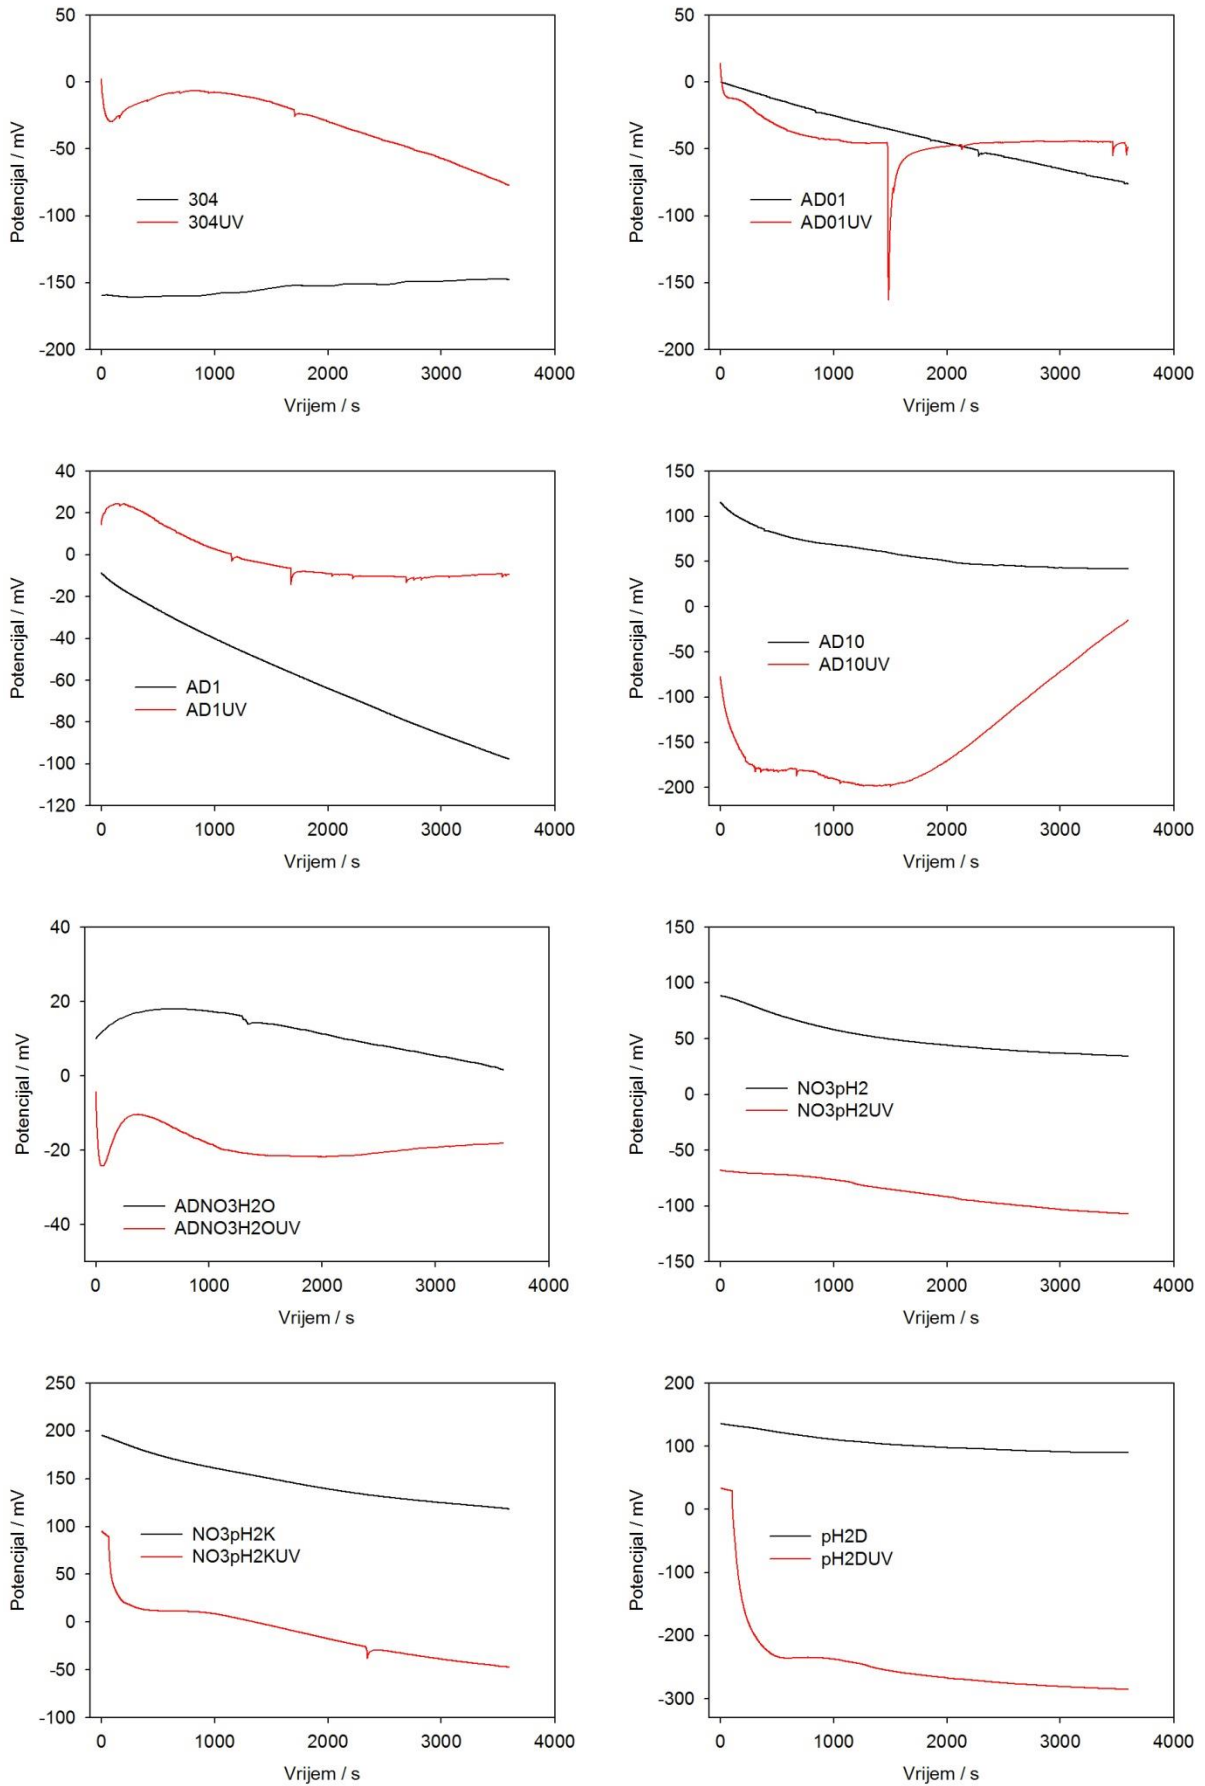 50
0
-50
-100
-150
-200
Potencijal / mV
304
304UV
0 1000 2000 3000 4000
Vrijem / s
50
0
-50
-100
-150
-200
Potencijal / mV
AD01
AD01UV
0 1000 2000 3000 4000
Vrijem / s
40
20
0
-20
-40
-60
-80
-100
-120
Potencijal / mV
AD1
AD1UV
0 1000 2000 3000 4000
Vrijem / s
150
100
50
0
-50
-100
-150
-200
Potencijal / mV
AD10
AD10UV
0 1000 2000 3000 4000
Vrijem / s
40
20
0
-20
-40
Potencijal / mV
ADNO3H2O
ADNO3H2OUV
0 1000 2000 3000 4000
Vrijem / s
150
100
50
0
-50
-100
-150
Potencijal / mV
NO3pH2
NO3pH2UV
0 1000 2000 3000 4000
Vrijem / s
250
200
150
100
50
0
-50
-100
Potencijal / mV
NO3pH2K
NO3pH2KUV
0 1000 2000 3000 4000
Vrijem / s
200
100
0
-100
-200
-300
Potencijal / mV
pH2D
pH2DUV
0 1000 2000 3000 4000
Vrijem / s